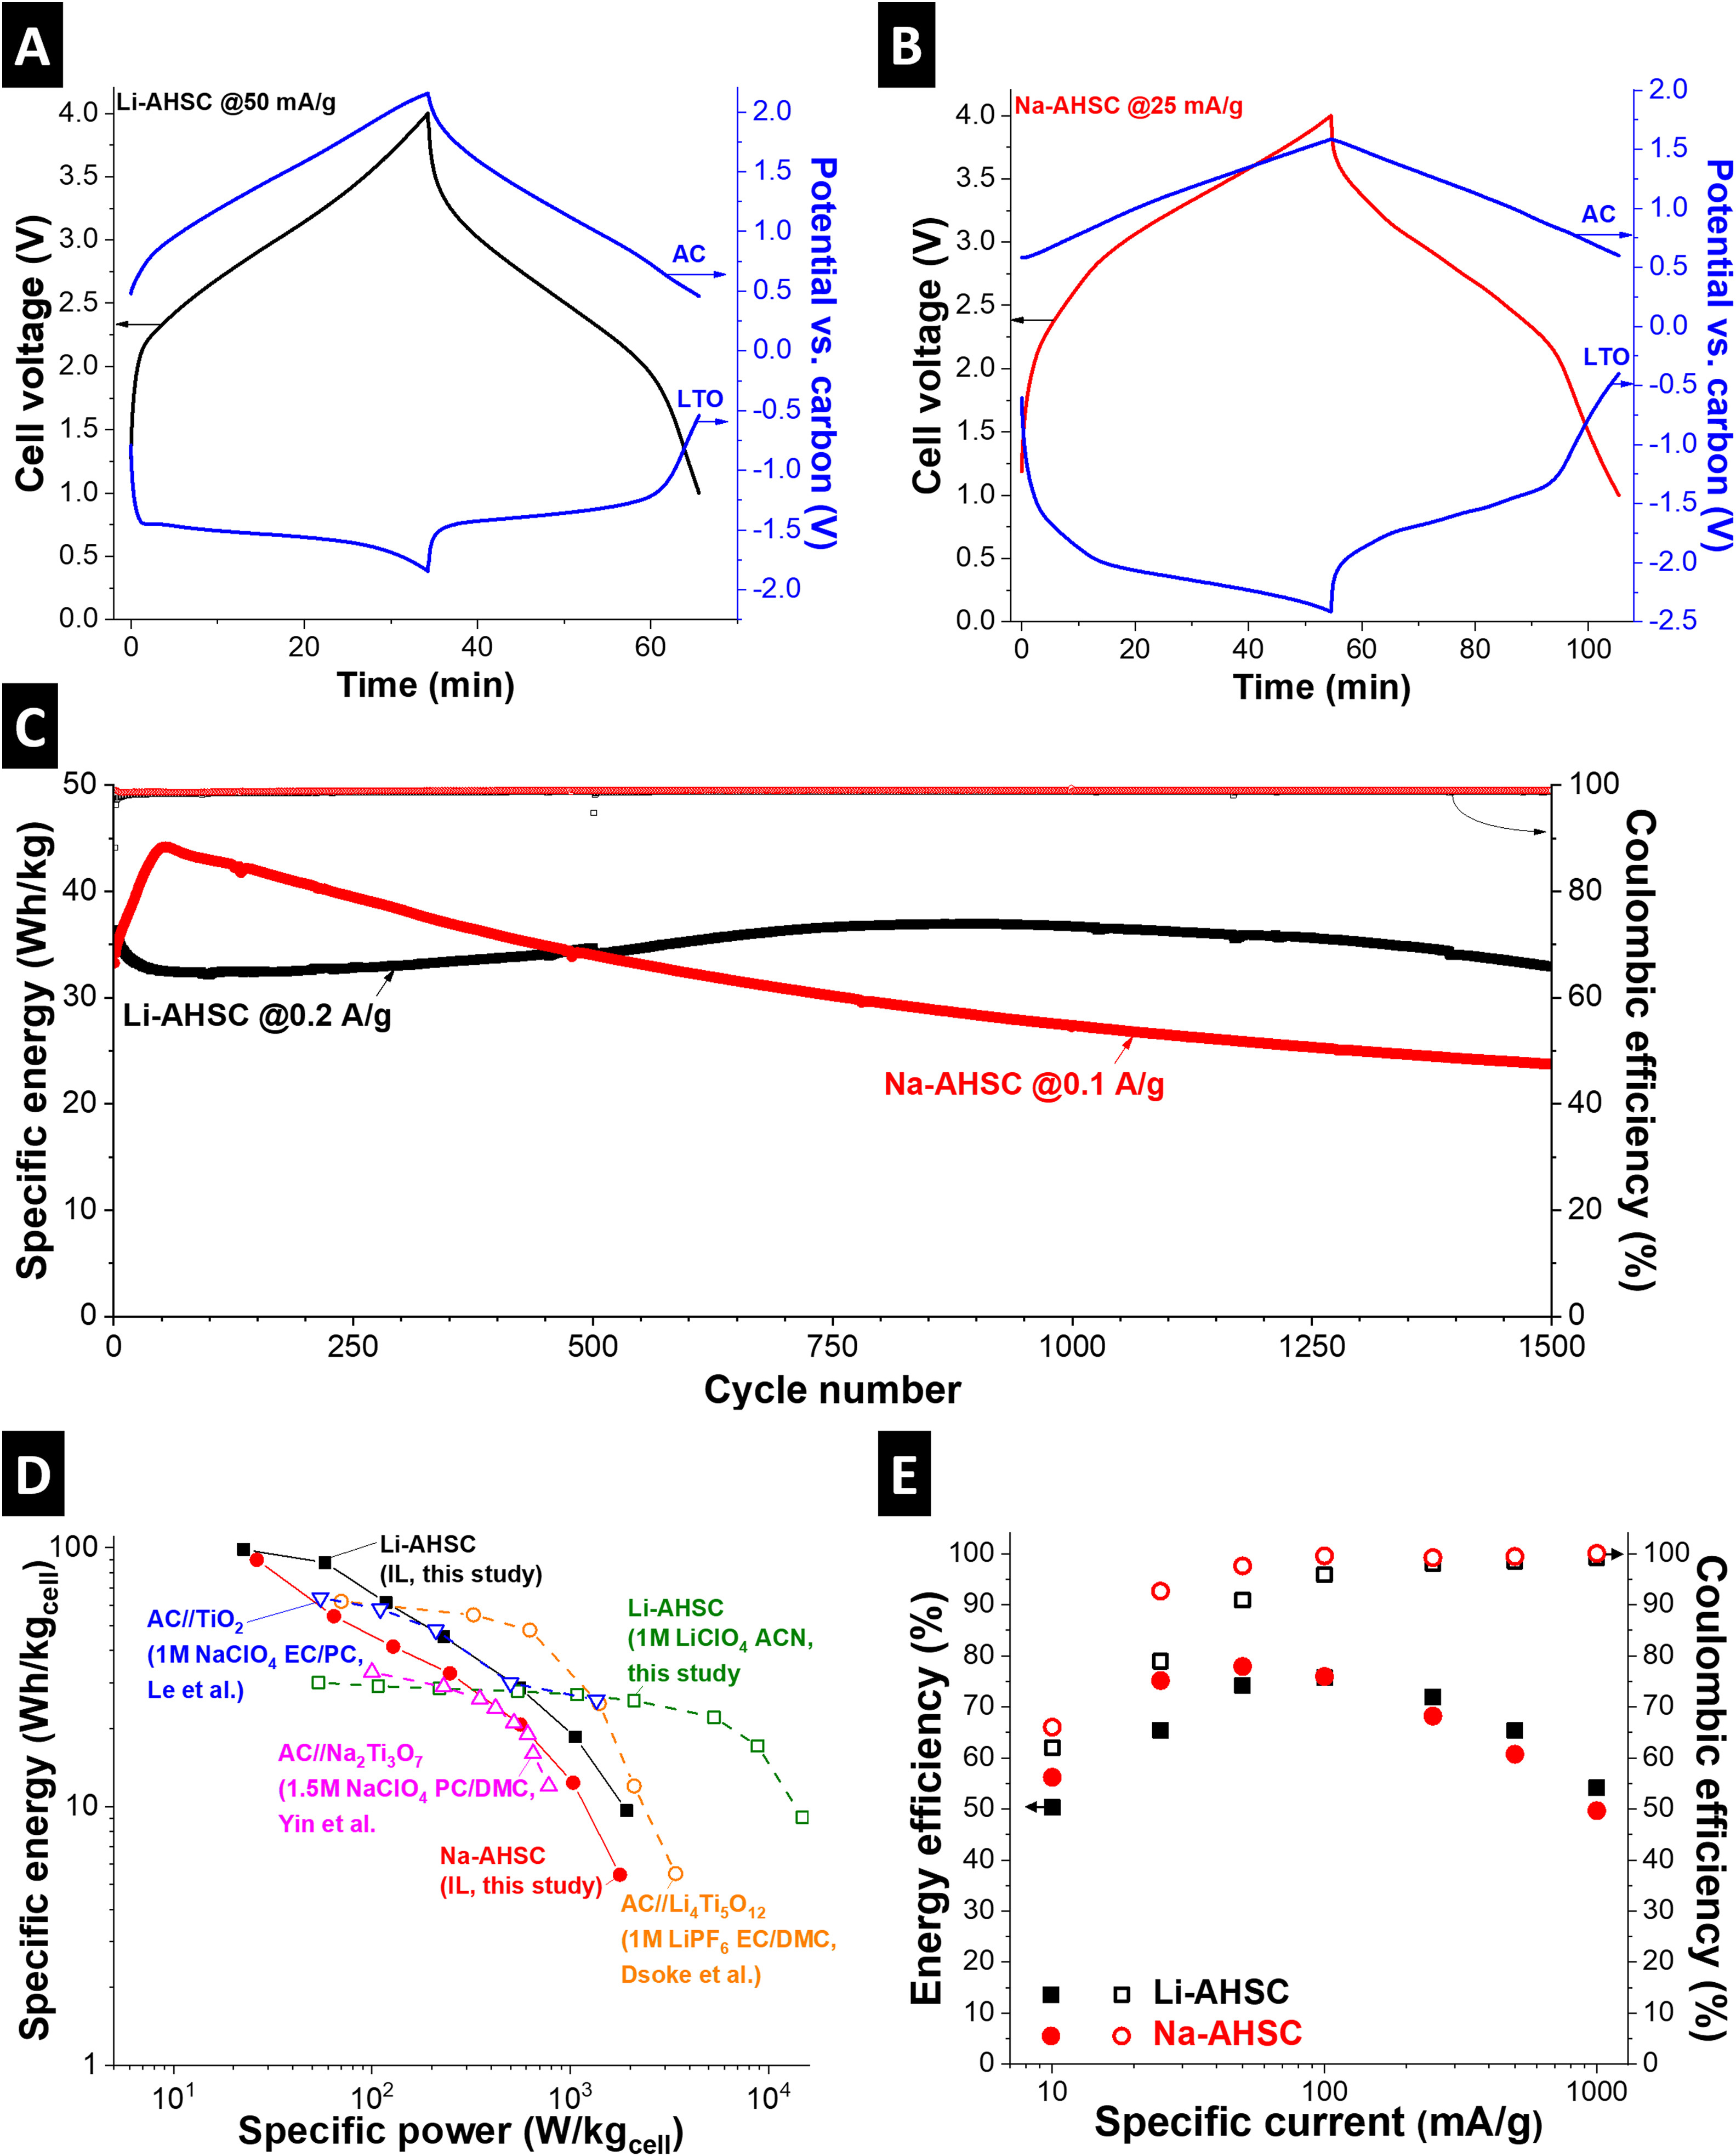 A
Li-AHSC @50 mA/g
4.0
3.5
3.0
2.5
2.0
1.5
1.0
0.5
0.0
Cell voltage (V)
2.0
1.5
1.0
0.5
0.0
-0.5
-1.0
-1.5
-2.0
Potential vs. carbon (V)
AC
LTO
0 20 40 60
Time (min)
B
Na-AHSC @25 mA/g
4.0
3.5
3.0
2.5
2.0
1.5
1.0
0.5
0.0
Cell voltage (V)
2.0
1.5
1.0
0.5
0.0
-0.5
-1.0
-1.5
-2.0
-2.5
Potential vs. carbon (V)
AC
LTO
0 20 40 60 80 100
Time (min)
C
50
40
30
20
10
0
Specific energy (Wh/kg)
100
80
60
40
20
0
Coulombic efficiency (%)
Li-AHSC @0.2 A/g
Na-AHSC @0.1 A/g
0 250 500 750 1000 1250 1500
Cycle number
D
100
10
1
Specific energy (Wh/kgcell)
Li-AHSC
(IL, this study)
AC//TiO2
(1M NaClO4 EC/PC,
Le et al.)
Li-AHSC
(1M LiClO4 ACN,
this study
AC//Na2Ti3O7
(1.5M NaClO4 PC/DMC,
Yin et al.
Na-AHSC
(IL, this study)
AC//Li4Ti5O12
(1M LiPF6 EC/DMC,
Dsoke et al.)
10¹ 10² 10³ 10⁴
Specific power (W/kgcell)
E
100
90
80
70
60
50
40
30
20
10
0
Energy efficiency (%)
100
90
80
70
60
50
40
30
20
10
0
Coulombic efficiency (%)
Li-AHSC
Na-AHSC
10 100 1000
Specific current (mA/g)